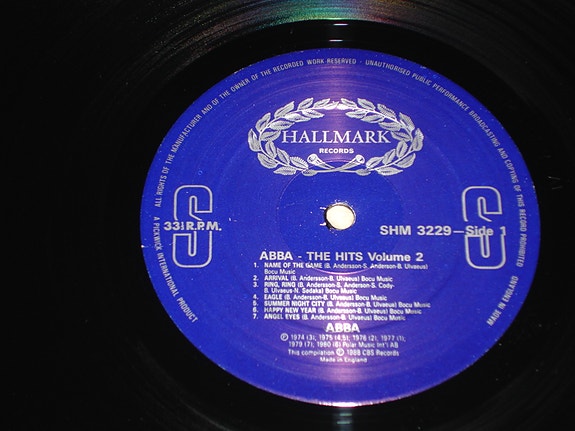 ALL RIGHTS OF THE MANUFACTURER AND OF THE OWNER OF THE RECORDED WORK RESERVED - UNAUTHORISED PUBLIC PERFORMANCE BROADCASTING AND COPYING OF THIS RECORD PROHIBITED
HALLMARK
RECORDS
S
S
33⅓ R.P.M.
SHM 3229—Side 1
ABBA - THE HITS Volume 2
1. NAME OF THE GAME (B. Andersson-S. Anderson-B. Ulvaeus)
Bocu Music
2. ARRIVAL (B. Andersson-B. Ulvaeus) Bocu Music
3. RING, RING (B. Andersson-S. Anderson-S. Cody-
B. Ulvaeus-N. Sedaka) Bocu Music
4. EAGLE (B. Andersson-B. Ulvaeus) Bocu Music
5. SUMMER NIGHT CITY (B. Andersson-B. Ulvaeus) Bocu Music
6. HAPPY NEW YEAR (B. Andersson-B. Ulvaeus) Bocu Music
7. ANGEL EYES (B. Andersson-B. Ulvaeus) Bocu Music
ABBA
℗ 1974 (3); 1975 (4,5), 1976 (2), 1977 (1);
1979 (7); 1980 (6) Polar Music Int'l AB
This compilation ℗ 1988 CBS Records
Made in England
A PICKWICK INTERNATIONAL PRODUCT
MADE IN ENGLAND